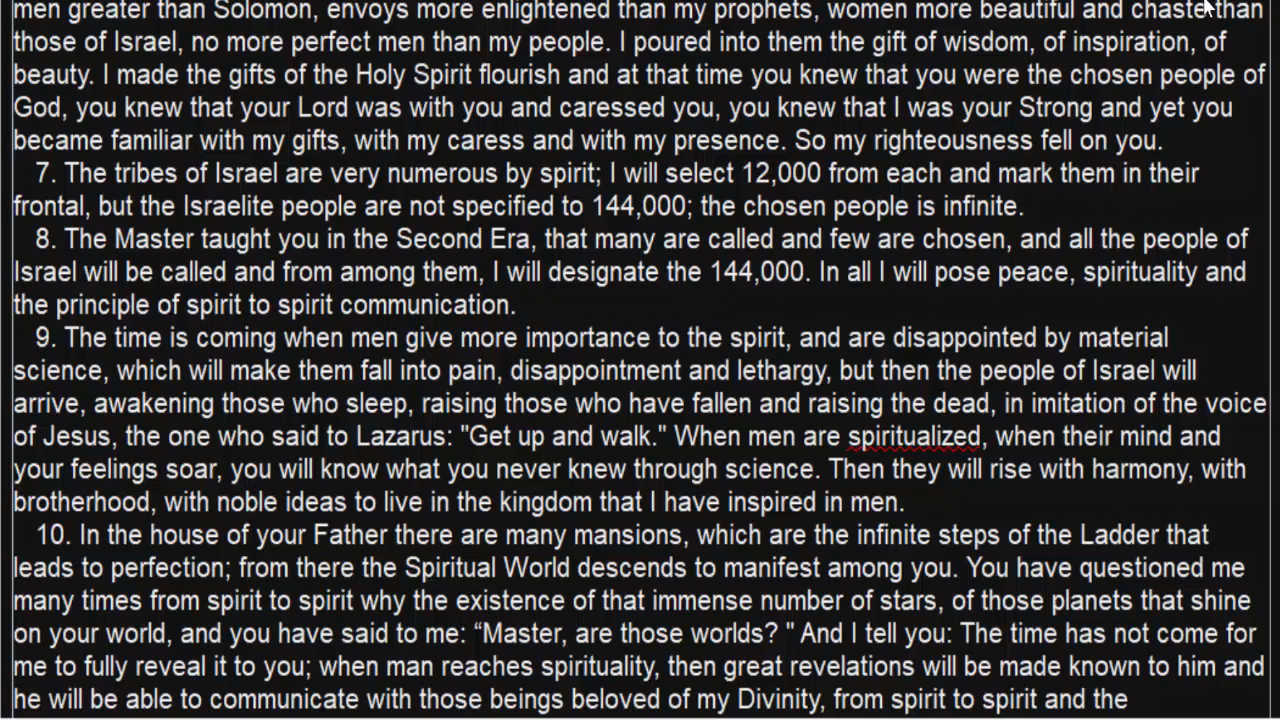 men greater than Solomon, envoys more enlightened than my prophets, women more beautiful and chaste than
those of Israel, no more perfect men than my people. I poured into them the gift of wisdom, of inspiration, of
beauty. I made the gifts of the Holy Spirit flourish and at that time you knew that you were the chosen people of
God, you knew that your Lord was with you and caressed you, you knew that I was your Strong and yet you
became familiar with my gifts, with my caress and with my presence. So my righteousness fell on you.
7. The tribes of Israel are very numerous by spirit; I will select 12,000 from each and mark them in their
frontal, but the Israelite people are not specified to 144,000; the chosen people is infinite.
8. The Master taught you in the Second Era, that many are called and few are chosen, and all the people of
Israel will be called and from among them, I will designate the 144,000. In all I will pose peace, spirituality and
the principle of spirit to spirit communication.
9. The time is coming when men give more importance to the spirit, and are disappointed by material
science, which will make them fall into pain, disappointment and lethargy, but then the people of Israel will
arrive, awakening those who sleep, raising those who have fallen and raising the dead, in imitation of the voice
of Jesus, the one who said to Lazarus: "Get up and walk." When men are spiritualized, when their mind and
your feelings soar, you will know what you never knew through science. Then they will rise with harmony, with
brotherhood, with noble ideas to live in the kingdom that I have inspired in men.
10. In the house of your Father there are many mansions, which are the infinite steps of the Ladder that
leads to perfection; from there the Spiritual World descends to manifest among you. You have questioned me
many times from spirit to spirit why the existence of that immense number of stars, of those planets that shine
on your world, and you have said to me: “Master, are those worlds? " And I tell you: The time has not come for
me to fully reveal it to you; when man reaches spirituality, then great revelations will be made known to him and
he will be able to communicate with those beings beloved of my Divinity, from spirit to spirit and the